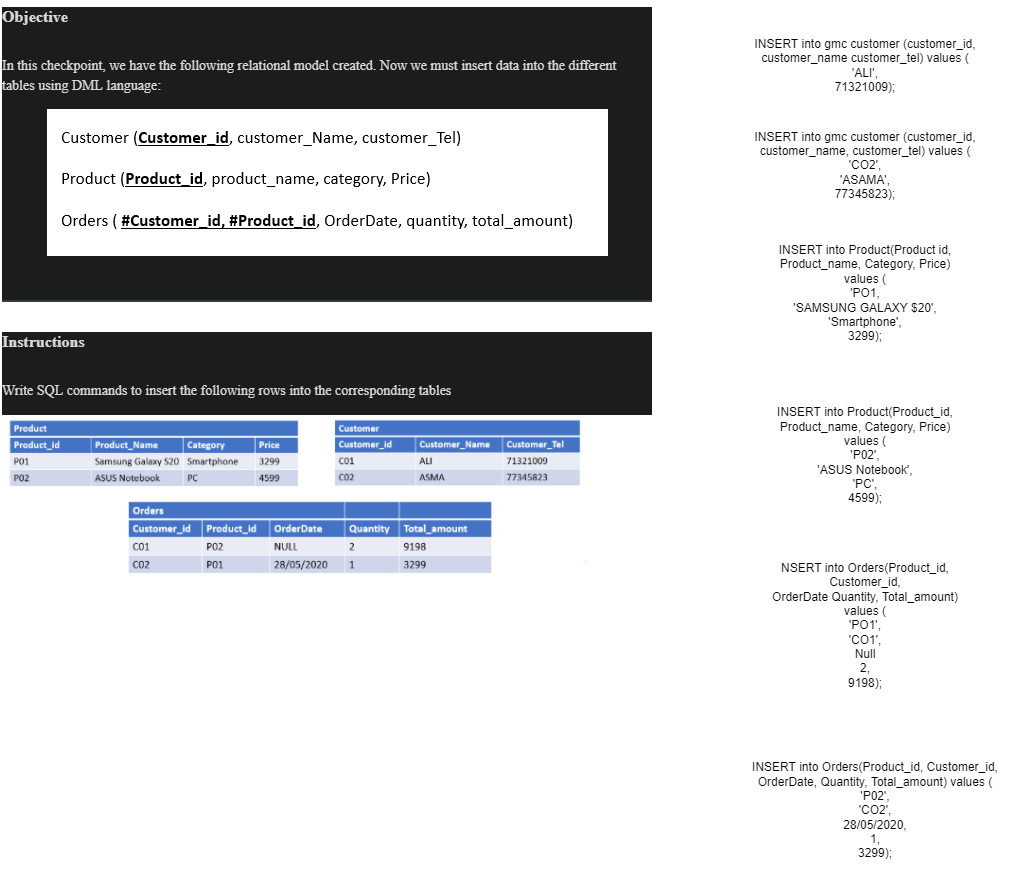 Objective
In this checkpoint, we have the following relational model created. Now we must insert data into the different
tables using DML language:
Customer (Customer_id, customer_Name, customer_Tel)
Product (Product_id, product_name, category, Price)
Orders ( #Customer_id, #Product_id, OrderDate, quantity, total_amount)
Instructions
Write SQL commands to insert the following rows into the corresponding tables
Product
Product_id Product_Name Category Price
P01 Samsung Galaxy S20 Smartphone 3299
P02 ASUS Notebook PC 4599
Customer
Customer_id Customer_Name Customer_Tel
C01 ALI 71321009
C02 ASMA 77345823
Orders
Customer_id Product_id OrderDate Quantity Total_amount
C01 P02 NULL 2 9198
C02 P01 28/05/2020 1 3299
INSERT into gmc customer (customer_id,
customer_name customer_tel) values (
'ALI',
71321009);
INSERT into gmc customer (customer_id,
customer_name, customer_tel) values (
'CO2',
'ASAMA',
77345823);
INSERT into Product(Product id,
Product_name, Category, Price)
values (
'PO1,
'SAMSUNG GALAXY $20',
'Smartphone',
3299);
INSERT into Product(Product_id,
Product_name, Category, Price)
values (
'P02',
'ASUS Notebook',
'PC',
4599);
NSERT into Orders(Product_id,
Customer_id,
OrderDate Quantity, Total_amount)
values (
'PO1',
'CO1',
Null
2,
9198);
INSERT into Orders(Product_id, Customer_id,
OrderDate, Quantity, Total_amount) values (
'P02',
'CO2',
28/05/2020,
1,
3299);